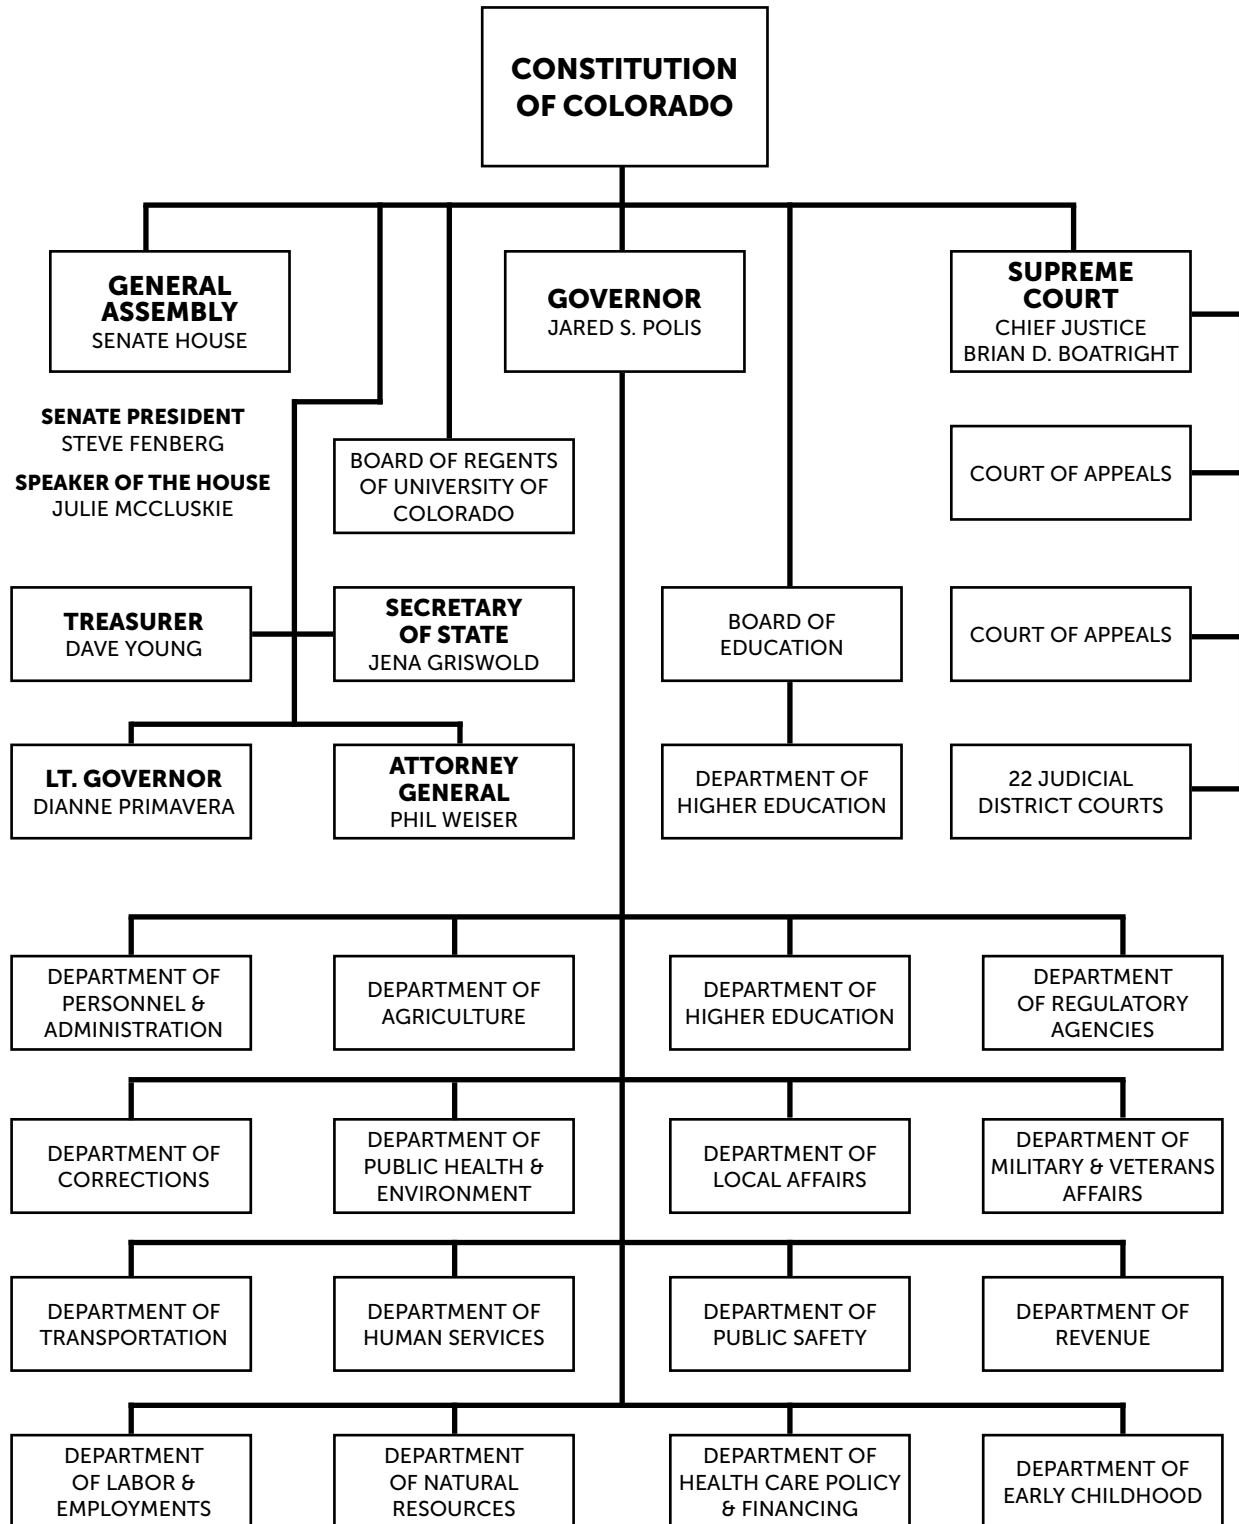 CONSTITUTION
OF COLORADO
GENERAL
ASSEMBLY
SENATE HOUSE
GOVERNOR
JARED S. POLIS
SUPREME
COURT
CHIEF JUSTICE
BRIAN D. BOATRIGHT
SENATE PRESIDENT
STEVE FENBERG
SPEAKER OF THE HOUSE
JULIE MCCLUSKIE
BOARD OF REGENTS
OF UNIVERSITY OF
COLORADO
COURT OF APPEALS
TREASURER
DAVE YOUNG
SECRETARY
OF STATE
JENA GRISWOLD
BOARD OF
EDUCATION
COURT OF APPEALS
LT. GOVERNOR
DIANNE PRIMAVERA
ATTORNEY
GENERAL
PHIL WEISER
DEPARTMENT OF
HIGHER EDUCATION
22 JUDICIAL
DISTRICT COURTS
DEPARTMENT OF
PERSONNEL &
ADMINISTRATION
DEPARTMENT OF
AGRICULTURE
DEPARTMENT OF
HIGHER EDUCATION
DEPARTMENT
OF REGULATORY
AGENCIES
DEPARTMENT OF
CORRECTIONS
DEPARTMENT OF
PUBLIC HEALTH &
ENVIRONMENT
DEPARTMENT OF
LOCAL AFFAIRS
DEPARTMENT OF
MILITARY & VETERANS
AFFAIRS
DEPARTMENT OF
TRANSPORTATION
DEPARTMENT OF
HUMAN SERVICES
DEPARTMENT OF
PUBLIC SAFETY
DEPARTMENT OF
REVENUE
DEPARTMENT
OF LABOR &
EMPLOYMENTS
DEPARTMENT
OF NATURAL
RESOURCES
DEPARTMENT OF
HEALTH CARE POLICY
& FINANCING
DEPARTMENT OF
EARLY CHILDHOOD